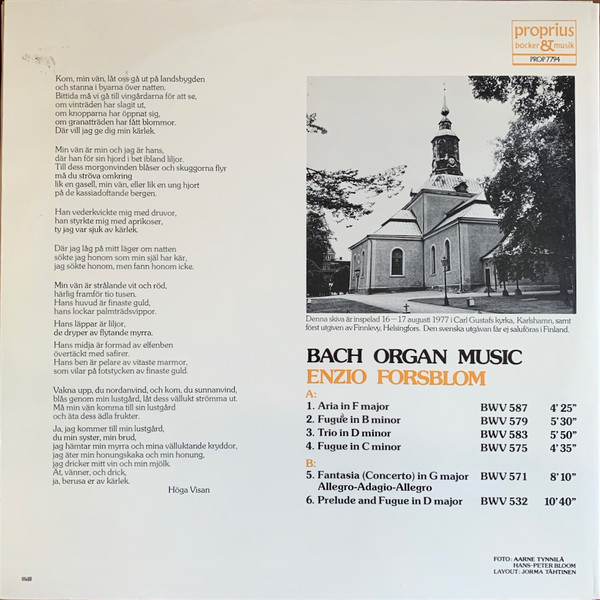 proprius
böcker & musik
PROP 7794
Kom, min vän, låt oss gå ut på landsbygden
och stanna i byarna över natten.
Bittida må vi gå till vingårdarna för att se,
om vinträden har slagit ut,
om knopparna har öppnat sig,
om granatträden har fått blommor.
Där vill jag ge dig min kärlek.
Min vän är min och jag är hans,
där han för sin hjord i bet ibland liljor.
Till dess morgonvinden blåser och skuggorna flyr
må du ströva omkring
lik en gasell, min vän, eller lik en ung hjort
på de kassiadoftande bergen.
Han vederkvickte mig med druvor,
han styrkte mig med aprikoser,
ty jag var sjuk av kärlek.
Där jag låg på mitt läger om natten
sökte jag honom som min själ har kär,
jag sökte honom, men fann honom icke.
Min vän är strålande vit och röd,
härlig framför tio tusen.
Hans huvud är finaste guld,
hans lockar palmträdsvippor.
Hans läppar är liljor,
de dryper av flytande myrra.
Hans midja är formad av elfenben
övertäckt med safirer.
Hans ben är pelare av vitaste marmor,
som vilar på fotstycken av finaste guld.
Vakna upp, du nordanvind, och kom, du sunnanvind,
blås genom min lustgård, låt dess vällukt strömma ut.
Må min vän komma till sin lustgård
och äta dess ädla frukter.
Ja, jag kommer till min lustgård,
du min syster, min brud,
jag hämtar min myrra och mina välluktande kryddor,
jag äter min honungskaka och min honung,
jag dricker mitt vin och min mjölk.
Ät, vänner, och drick,
ja, berusa er av kärlek.
Höga Visan
Denna skiva är inspelad 16–17 augusti 1977 i Carl Gustafs kyrka, Karlshamn, samt
först utgiven av Finnlevy, Helsingfors. Den svenska utgåvan får ej saluföras i Finland.
BACH ORGAN MUSIC
ENZIO FORSBLOM
A:
1. Aria in F major BWV 587 4'25"
2. Fugue in B minor BWV 579 5'30"
3. Trio in D minor BWV 583 5'50"
4. Fugue in C minor BWV 575 4'35"
B:
5. Fantasia (Concerto) in G major BWV 571 8'10"
Allegro-Adagio-Allegro
6. Prelude and Fugue in D major BWV 532 10'40"
FOTO: AARNE TYNNILÄ
HANS-PETER BLOOM
LAYOUT: JORMA TÄHTINEN